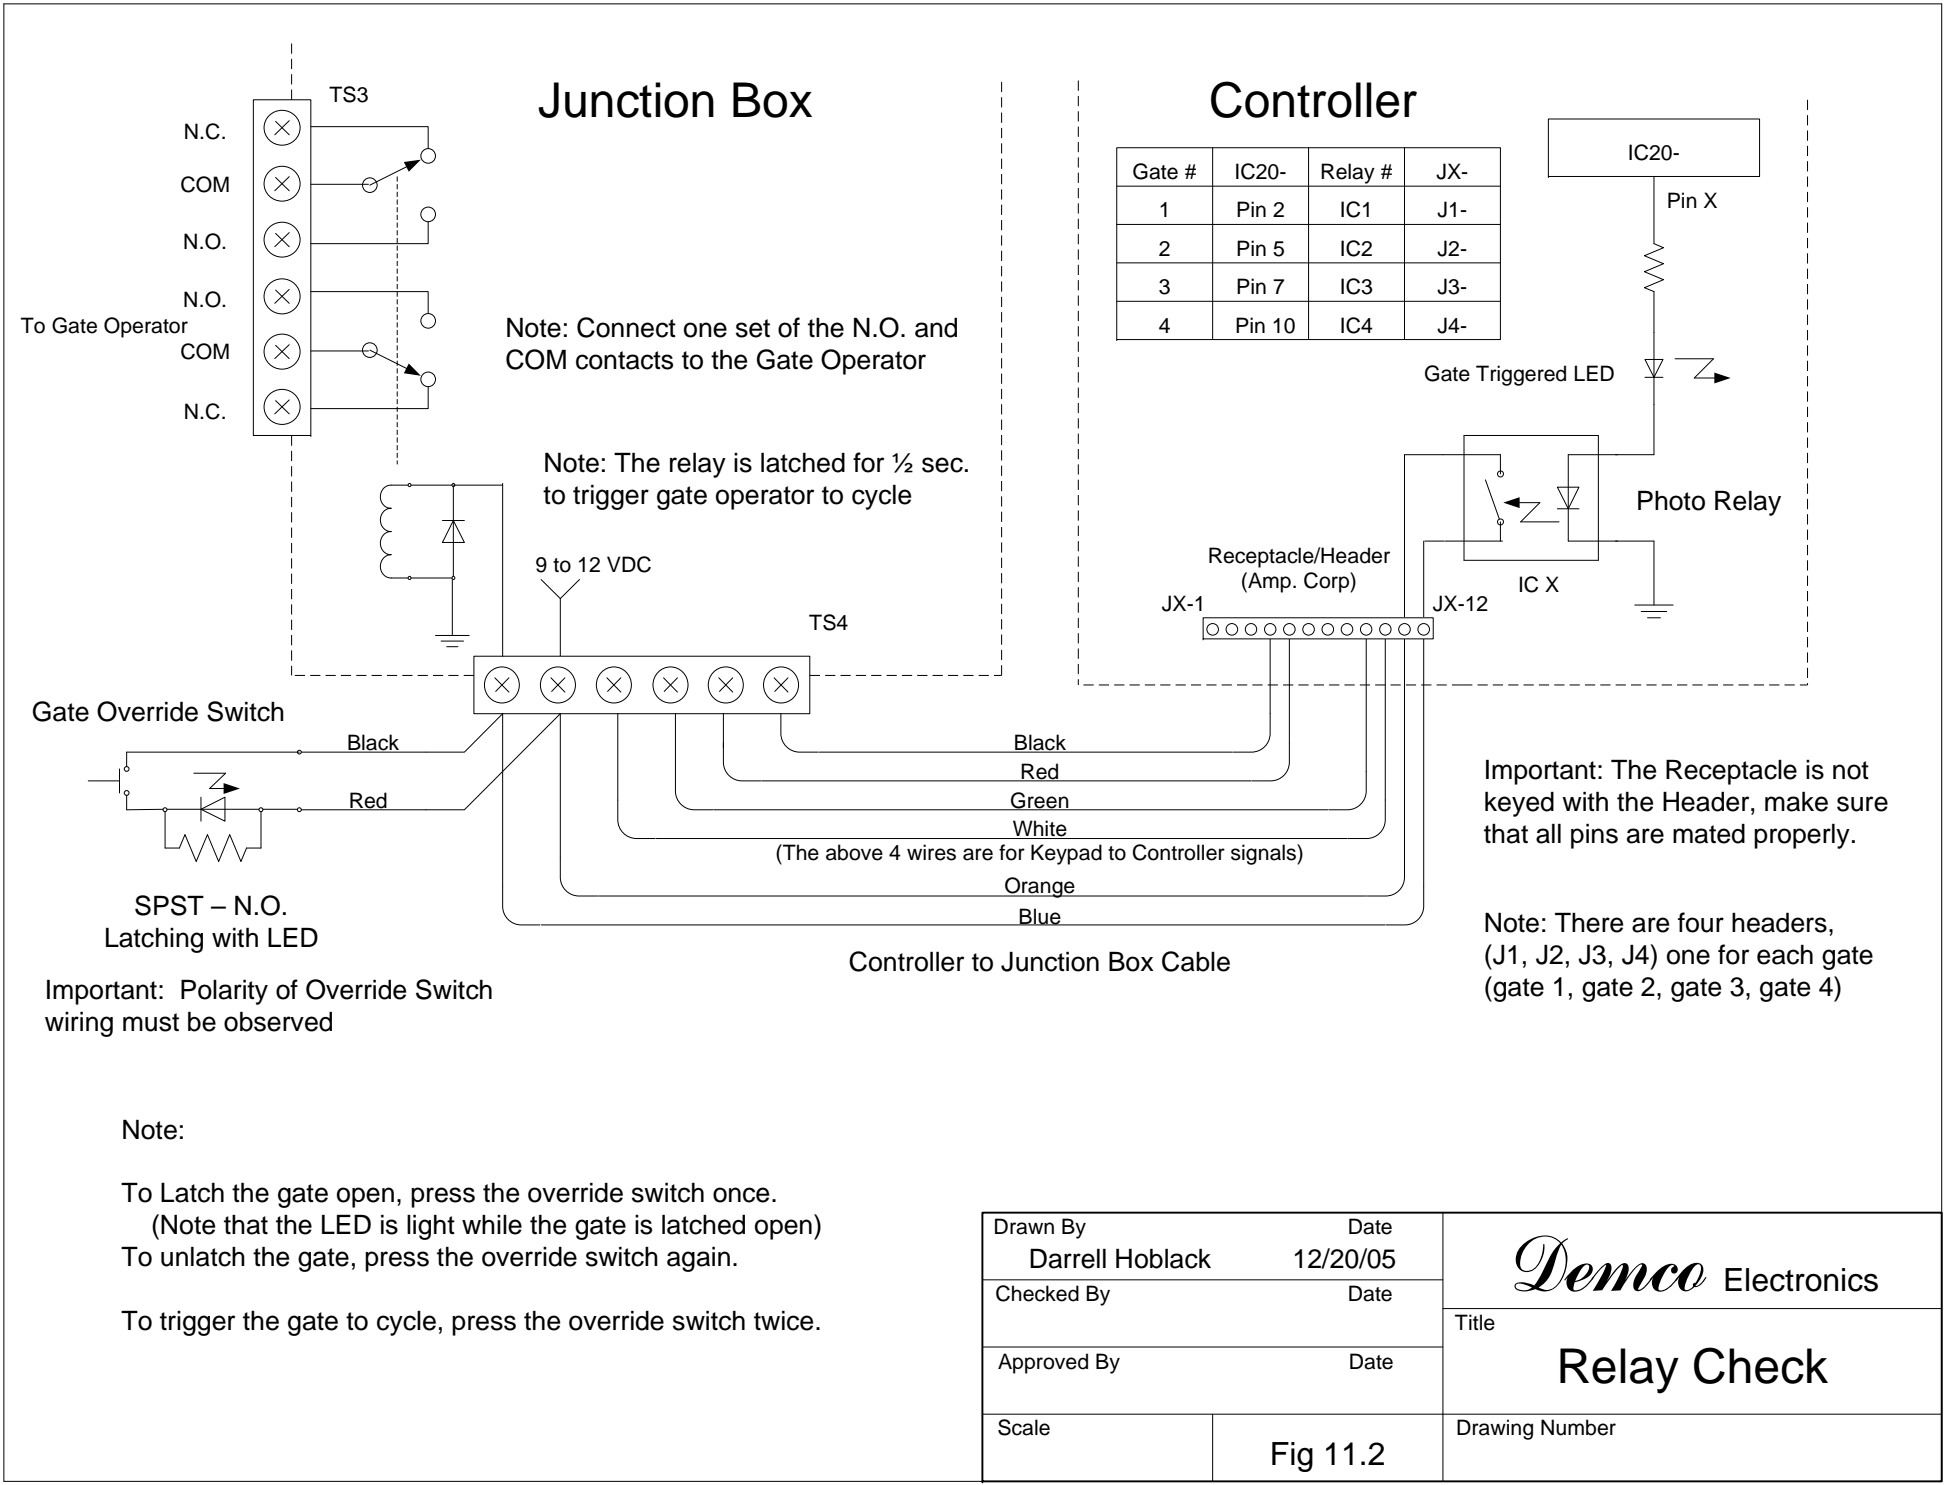 Junction Box
TS3
N.C.
COM
N.O.
N.O.
To Gate Operator
COM
N.C.
Note: Connect one set of the N.O. and
COM contacts to the Gate Operator
Note: The relay is latched for ½ sec.
to trigger gate operator to cycle
9 to 12 VDC
TS4
Controller
Gate # IC20- Relay # JX-
1 Pin 2 IC1 J1-
2 Pin 5 IC2 J2-
3 Pin 7 IC3 J3-
4 Pin 10 IC4 J4-
IC20-
Pin X
Gate Triggered LED
Photo Relay
IC X
Receptacle/Header
(Amp. Corp)
JX-1
JX-12
Gate Override Switch
Black
Red
SPST – N.O.
Latching with LED
Important: Polarity of Override Switch
wiring must be observed
Black
Red
Green
White
(The above 4 wires are for Keypad to Controller signals)
Orange
Blue
Controller to Junction Box Cable
Important: The Receptacle is not
keyed with the Header, make sure
that all pins are mated properly.
Note: There are four headers,
(J1, J2, J3, J4) one for each gate
(gate 1, gate 2, gate 3, gate 4)
Note:
To Latch the gate open, press the override switch once.
(Note that the LED is light while the gate is latched open)
To unlatch the gate, press the override switch again.
To trigger the gate to cycle, press the override switch twice.
Drawn By Date
Darrell Hoblack 12/20/05
Checked By Date
Approved By Date
Scale
Fig 11.2
Demco Electronics
Title
Relay Check
Drawing Number